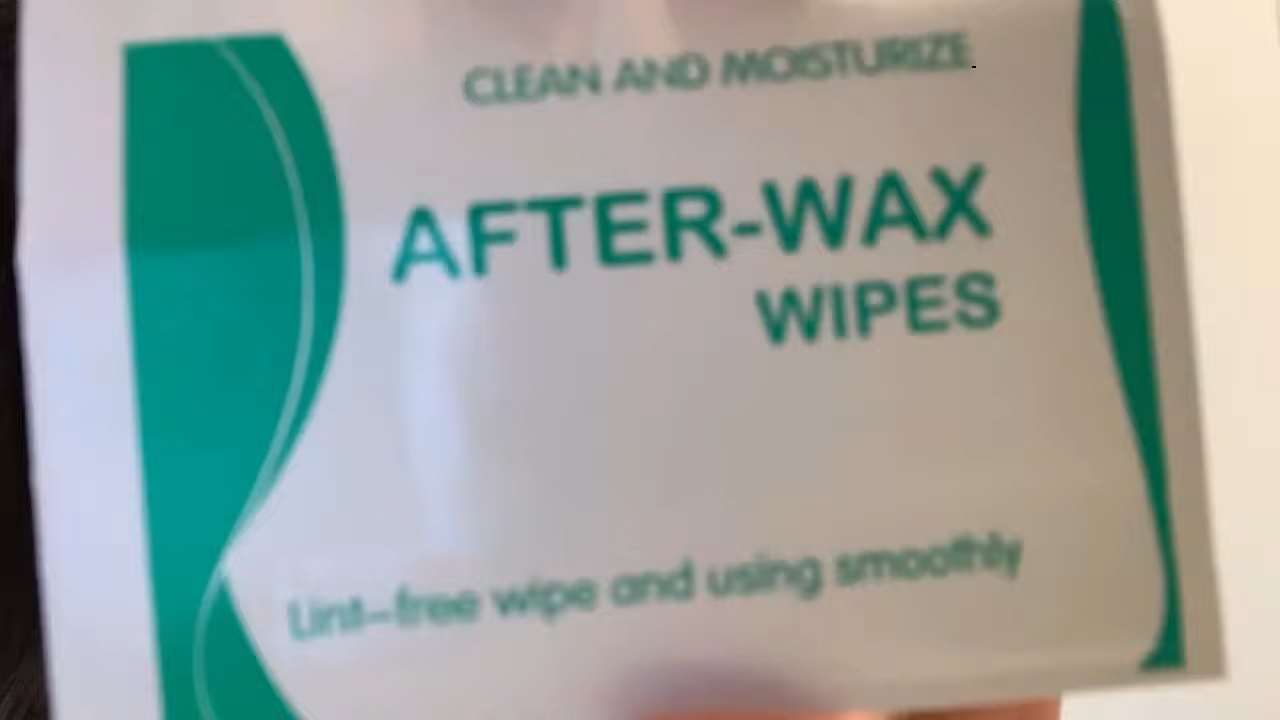 CLEAN AND MOISTURIZE
AFTER-WAX
WIPES
Lint-free wipe and using smoothly